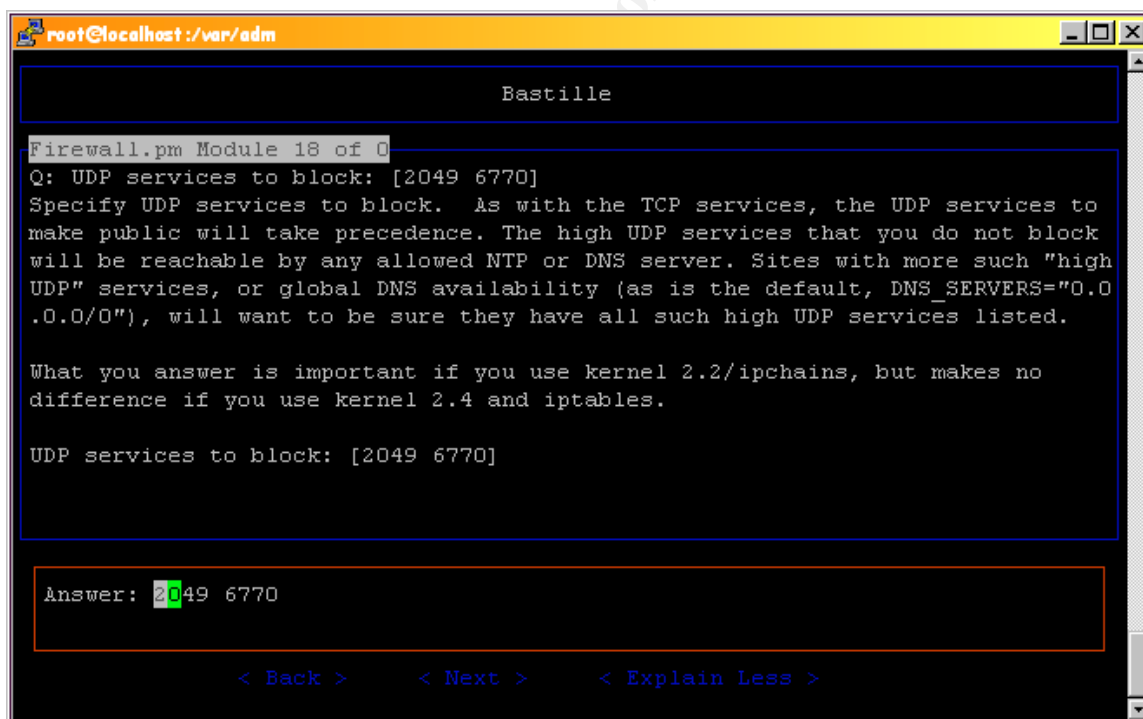 root@localhost:/var/adm
Bastille
Firewall.pm Module 18 of 0
Q: UDP services to block: [2049 6770]
Specify UDP services to block.  As with the TCP services, the UDP services to
make public will take precedence. The high UDP services that you do not block
will be reachable by any allowed NTP or DNS server. Sites with more such "high
UDP" services, or global DNS availability (as is the default, DNS_SERVERS="0.0
.0.0/0"), will want to be sure they have all such high UDP services listed.
What you answer is important if you use kernel 2.2/ipchains, but makes no
difference if you use kernel 2.4 and iptables.
UDP services to block: [2049 6770]
Answer: 2049 6770
< Back >     < Next >     < Explain Less >